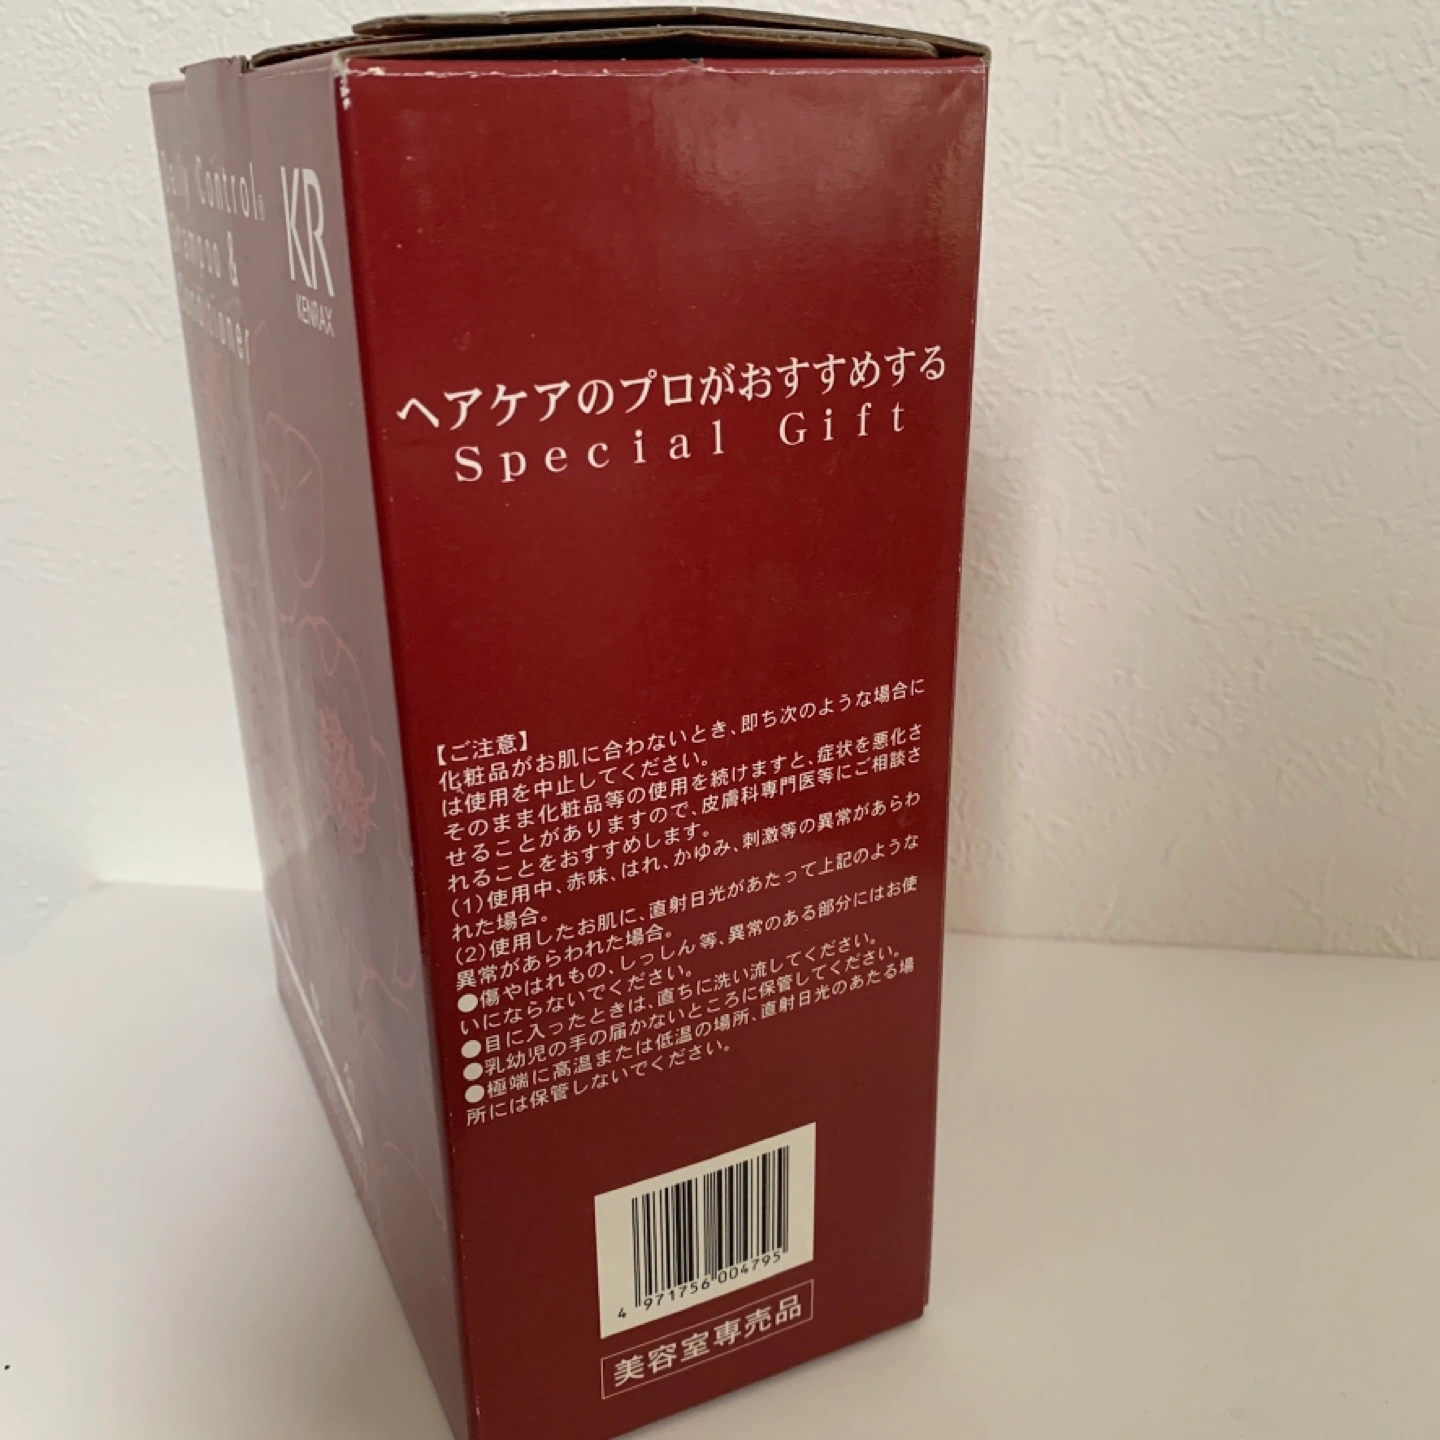 Daily Control®
Shampoo &
Conditioner
KR
KENRAX
ヘアケアのプロがおすすめする
Special Gift
【ご注意】
化粧品がお肌に合わないとき、即ち次のような場合に
は使用を中止してください。
そのまま化粧品等の使用を続けますと、症状を悪化さ
せることがありますので、皮膚科専門医等にご相談さ
れることをおすすめします。
(1)使用中、赤味、はれ、かゆみ、刺激等の異常があらわ
れた場合。
(2)使用したお肌に、直射日光があたって上記のような
異常があらわれた場合。
●傷やはれもの、しっしん等、異常のある部分にはお使
いにならないでください。
●目に入ったときは、直ちに洗い流してください。
●乳幼児の手の届かないところに保管してください。
●極端に高温または低温の場所、直射日光のあたる場
所には保管しないでください。
4 971756 004795
美容室専売品